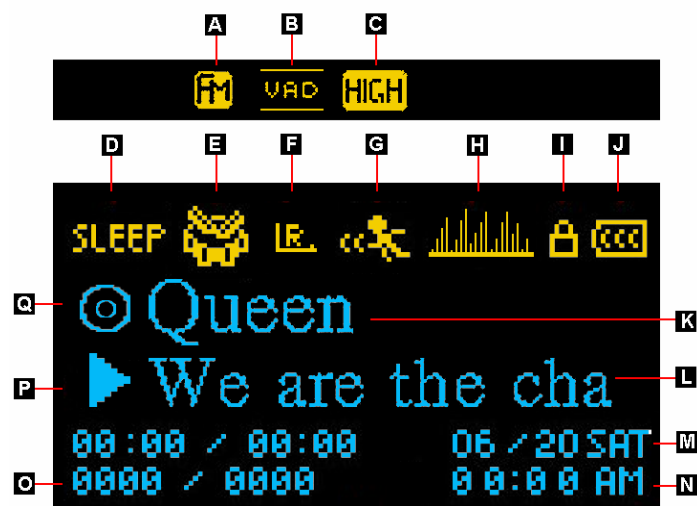 A B C
FM VAD HIGH
D E F G H I J
SLEEP R.
Q Queen K
P We are the cha L
00:00 / 00:00 06/20 SAT M
O 0000 / 0000 00:00 AM N